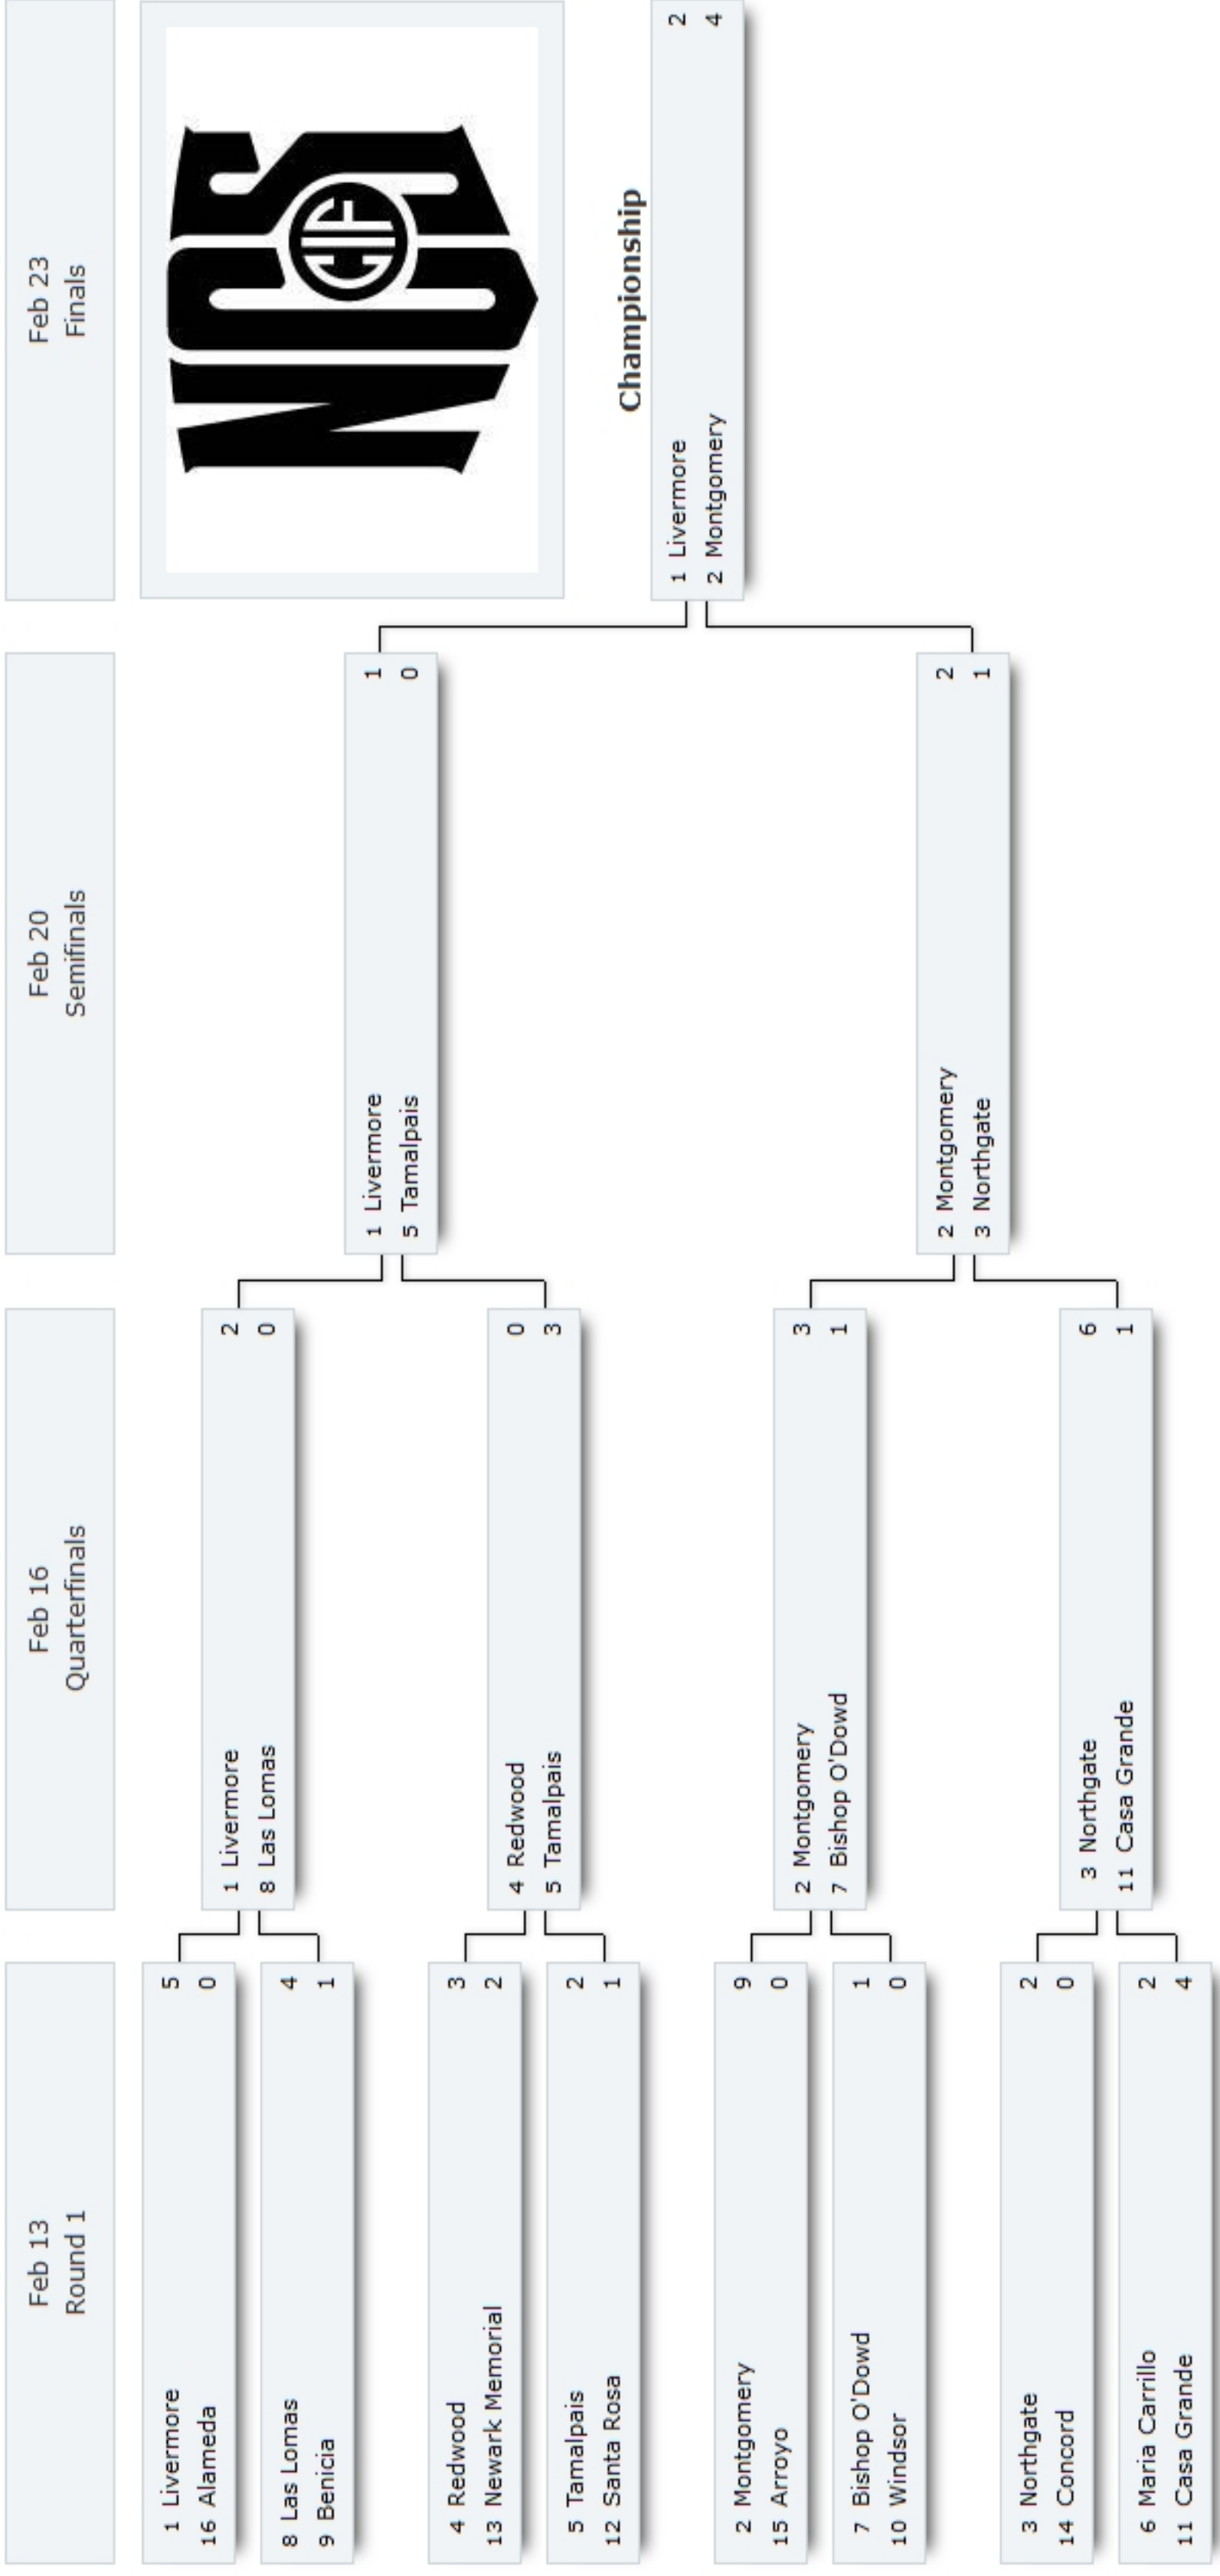 Feb 13
Round 1
Feb 16
Quarterfinals
Feb 20
Semifinals
Feb 23
Finals
1 Livermore 5
16 Alameda 0
8 Las Lomas 4
9 Benicia 1
4 Redwood 3
13 Newark Memorial 2
5 Tamalpais 2
12 Santa Rosa 1
2 Montgomery 9
15 Arroyo 0
7 Bishop O'Dowd 1
10 Windsor 0
3 Northgate 2
14 Concord 0
6 Maria Carrillo 2
11 Casa Grande 4
1 Livermore 2
8 Las Lomas 0
4 Redwood 0
5 Tamalpais 3
2 Montgomery 3
7 Bishop O'Dowd 1
3 Northgate 6
11 Casa Grande 1
1 Livermore 1
5 Tamalpais 0
2 Montgomery 2
3 Northgate 1
NCS
CIF
Championship
1 Livermore 2
2 Montgomery 4